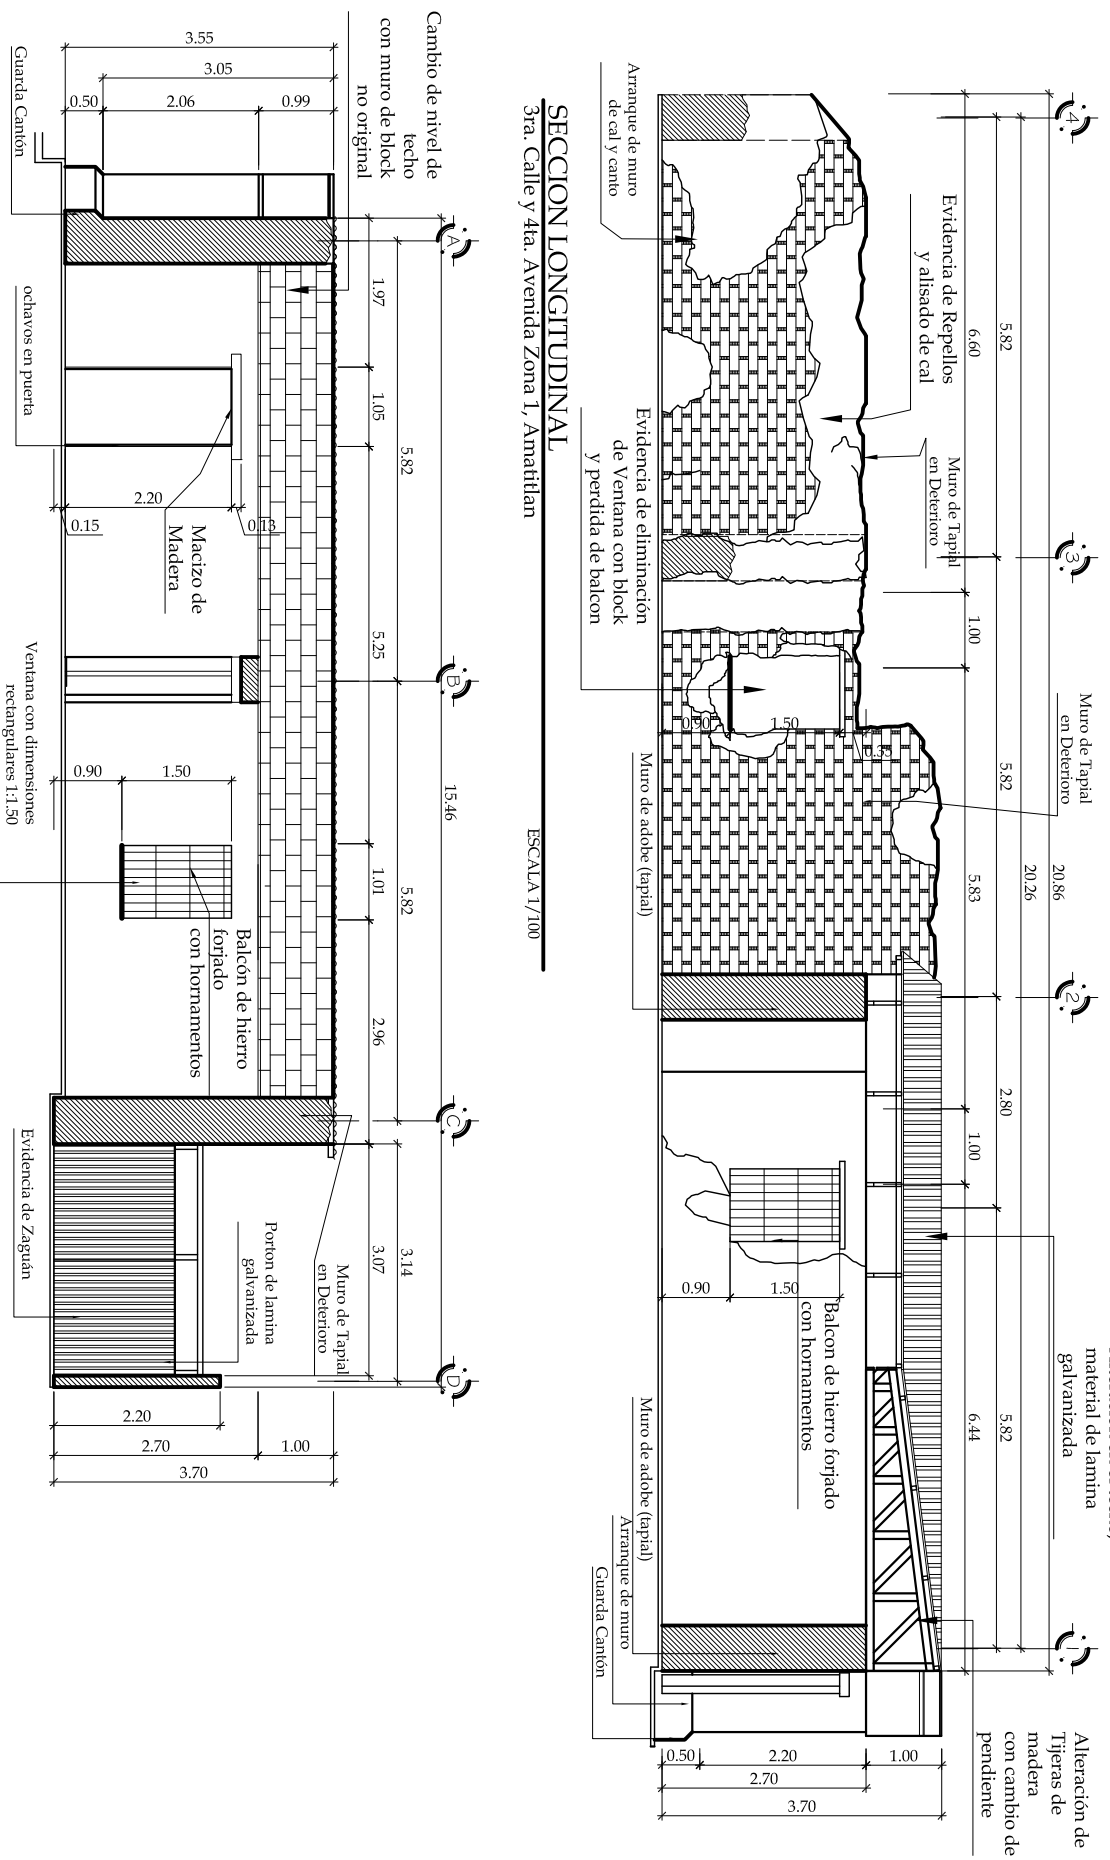 material de lamina
galvanizada
Alteración de
Tijeras de
madera
con cambio de
pendiente
4
3
2
1
20.86
20.26
5.82
5.82
2.80
5.82
6.60
1.00
5.83
1.00
6.44
Muro de Tapial
en Deterioro
Muro de Tapial
en Deterioro
Evidencia de Repellos
y alisado de cal
0.35
1.50
0.90
1.50
0.90
Balcon de hierro forjado
con hornamentos
1.00
2.20
0.50
2.70
3.70
Arranque de muro
de cal y canto
Evidencia de eliminación
de Ventana con block
y perdida de balcon
Muro de adobe (tapial)
Muro de adobe (tapial)
Arranque de muro
Guarda Cantón
SECCION LONGITUDINAL
3ra. Calle y 4ta. Avenida Zona 1, Amatitlan
ESCALA 1/100
A
B
C
D
15.46
5.82
5.82
3.14
1.97
1.05
5.25
1.01
2.96
3.07
Cambio de nivel de
techo
con muro de block
no original
0.99
2.06
0.50
3.05
3.55
Muro de Tapial
en Deterioro
Porton de lamina
galvanizada
Balcón de hierro
forjado
con hornamentos
Macizo de
Madera
0.13
2.20
0.15
1.50
0.90
1.00
2.70
2.20
3.70
Guarda Cantón
ochavos en puerta
Ventana con dimensiones
rectangulares 1:1.50
Evidencia de Zaguán